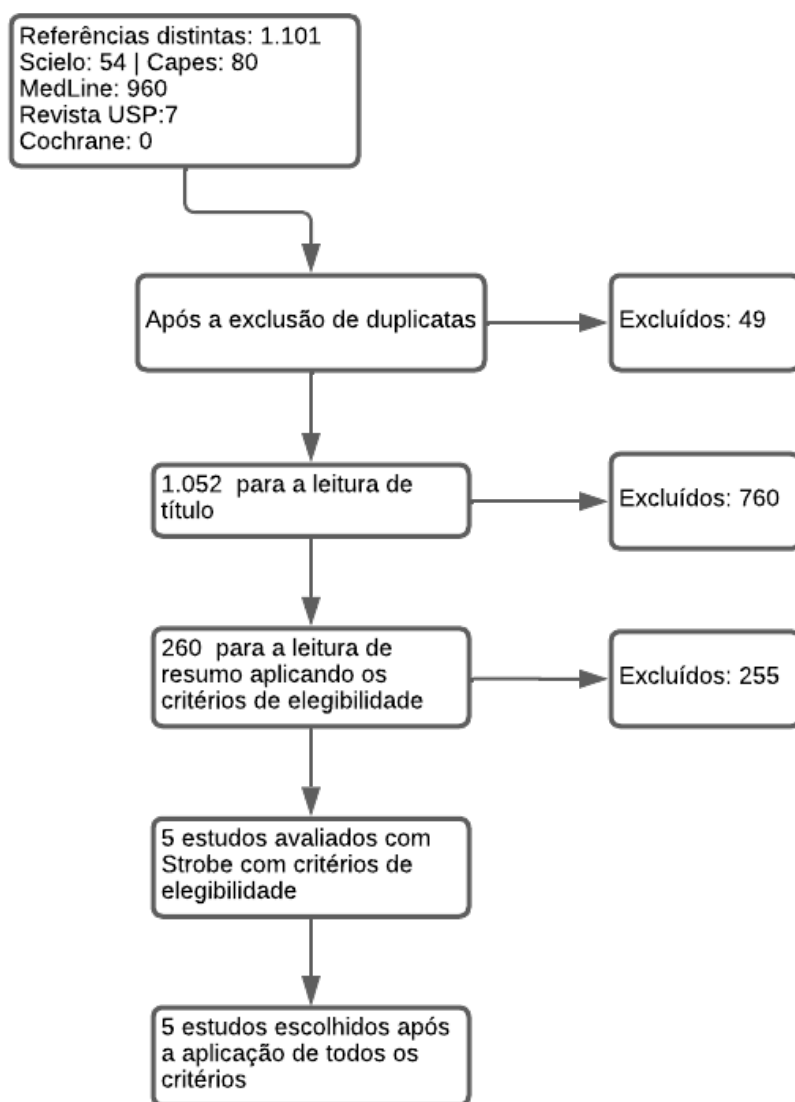 Referências distintas: 1.101
Scielo: 54 | Capes: 80
MedLine: 960
Revista USP:7
Cochrane: 0
Após a exclusão de duplicatas
Excluídos: 49
1.052 para a leitura de
título
Excluídos: 760
260 para a leitura de
resumo aplicando os
critérios de elegibilidade
Excluídos: 255
5 estudos avaliados com
Strobe com critérios de
elegibilidade
5 estudos escolhidos após
a aplicação de todos os
critérios